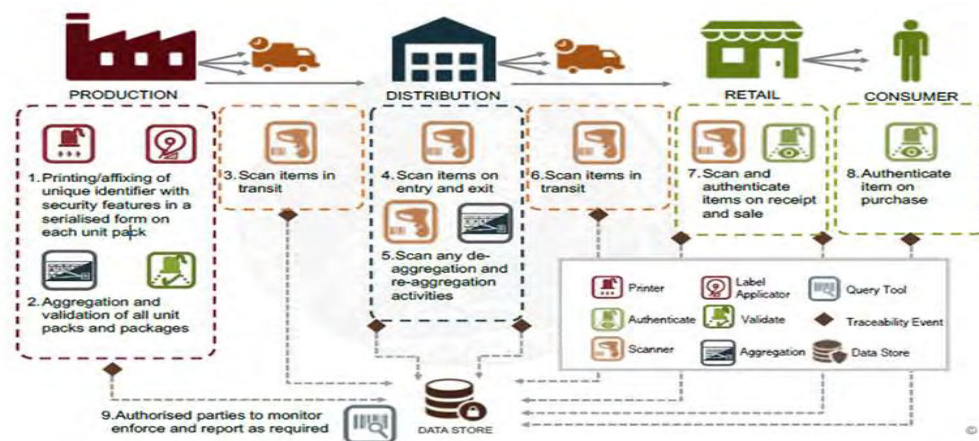 PRODUCTION
DISTRIBUTION
RETAIL
CONSUMER
1.Printing/affixing of
unique identifier with
security features in a
serialised form on
each unit pack
2.Aggregation and
validation of all unit
packs and packages
3.Scan items in
transit
4.Scan items on
entry and exit
5.Scan any de-
aggregation and
re-aggregation
activities
6.Scan items in
transit
7.Scan and
authenticate
items on receipt
and sale
8.Authenticate
item on
purchase
Printer
Label
Applicator
Query Tool
Authenticate
Validate
Traceability Event
Scanner
Aggregation
Data Store
9.Authorised parties to monitor
enforce and report as required
DATA STORE
©